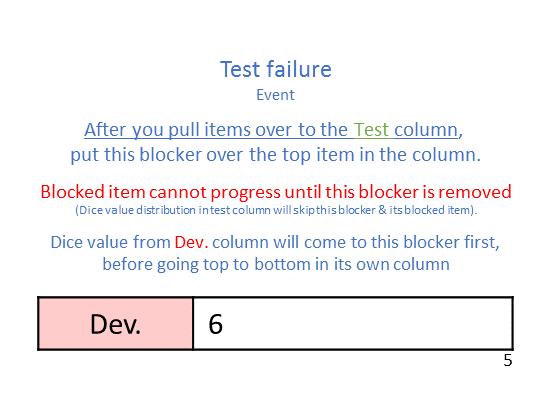 Test failure
Event
After you pull items over to the Test column,
put this blocker over the top item in the column.
Blocked item cannot progress until this blocker is removed
(Dice value distribution in test column will skip this blocker & its blocked item).
Dice value from Dev. column will come to this blocker first,
before going top to bottom in its own column
Dev. 6
5